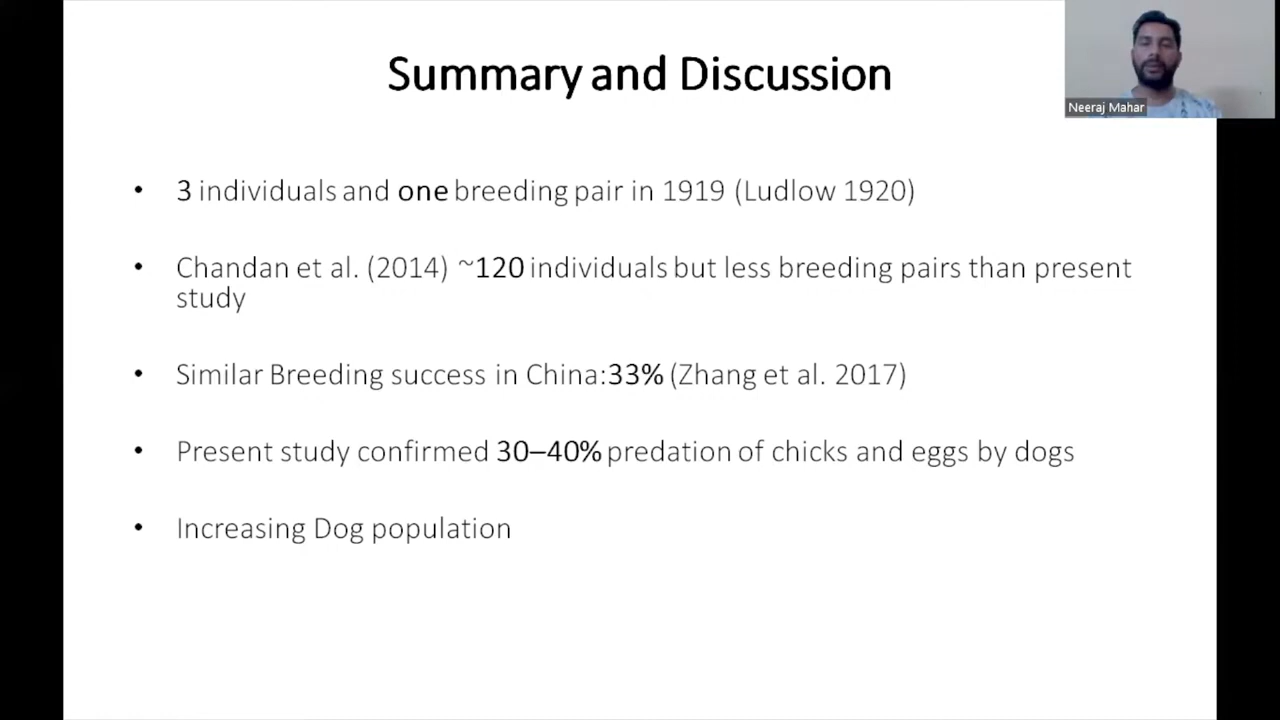 Summary and Discussion
Neeraj Mahar
• 3 individuals and one breeding pair in 1919 (Ludlow 1920)
• Chandan et al. (2014) ~120 individuals but less breeding pairs than present
study
• Similar Breeding success in China:33% (Zhang et al. 2017)
• Present study confirmed 30–40% predation of chicks and eggs by dogs
• Increasing Dog population